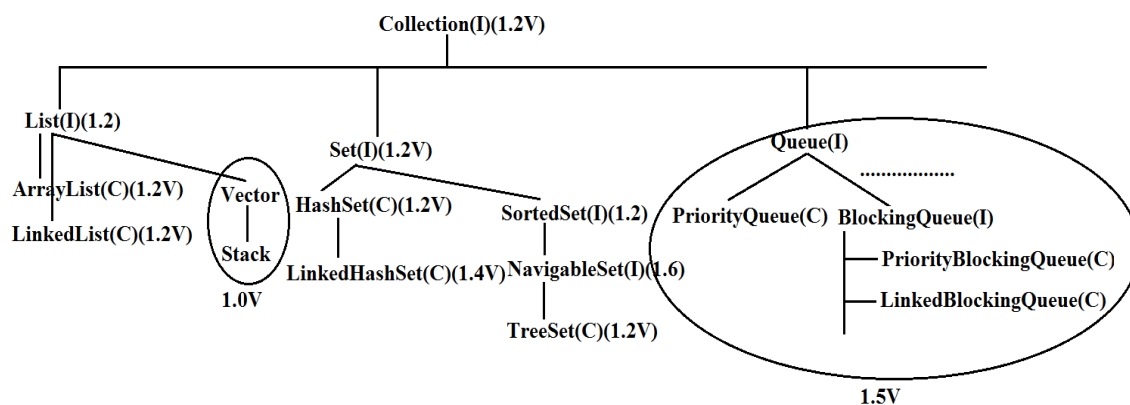 Collection(I)(1.2V)
List(I)(1.2)
ArrayList(C)(1.2V)
LinkedList(C)(1.2V)
Vector
Stack
1.0V
Set(I)(1.2V)
HashSet(C)(1.2V)
LinkedHashSet(C)(1.4V)
SortedSet(I)(1.2)
NavigableSet(I)(1.6)
TreeSet(C)(1.2V)
Queue(I)
..................
PriorityQueue(C)
BlockingQueue(I)
PriorityBlockingQueue(C)
LinkedBlockingQueue(C)
1.5V